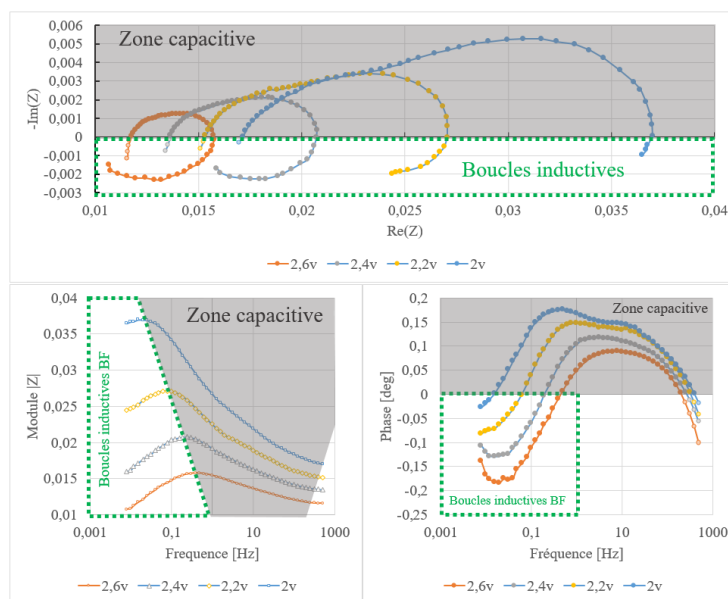 0,006
0,005
0,004
0,003
0,002
0,001
0
-0,001
-0,002
-0,003
-Im(Z)
Zone capacitive
Boucles inductives
0,01 0,015 0,02 0,025 0,03 0,035 0,04
Re(Z)
2,6v 2,4v 2,2v 2v
0,04
0,035
0,03
0,025
0,02
0,015
0,01
Module |Z|
Zone capacitive
Boucles inductives BF
0,001 0,1 10 1000
Frequence [Hz]
2,6v 2,4v 2,2v 2v
0,2
0,15
0,1
0,05
0
-0,05
-0,1
-0,15
-0,2
-0,25
Phase [deg]
Zone capacitive
Boucles inductives BF
0,001 0,1 10 1000
Fréquence [Hz]
2,6v 2,4v 2,2v 2v